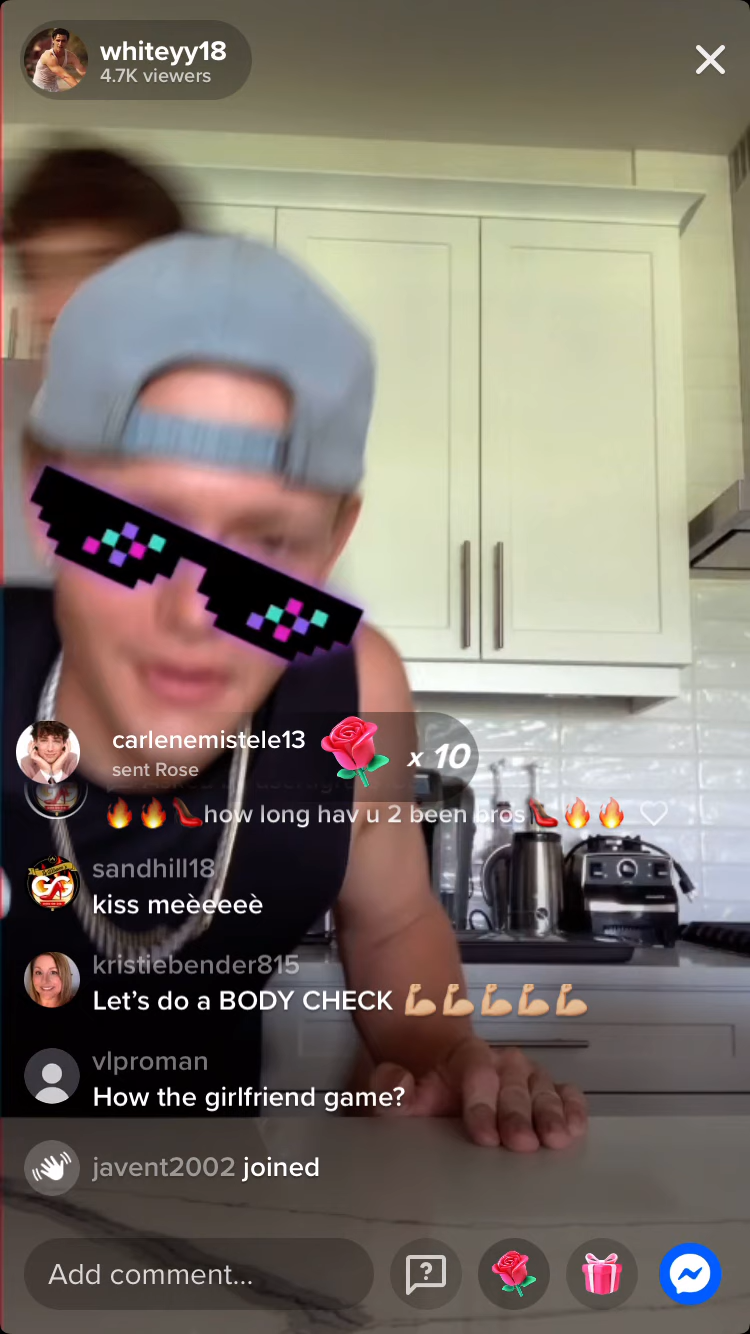 whiteyy18
4.7K viewers
carlenemistele13
sent Rose
x 10
🔥🔥👠how long hav u 2 been bros👠🔥🔥
sandhill18
kiss meèeeeè
kristiebender815
Let's do a BODY CHECK 💪🏼💪🏼💪🏼💪🏼💪🏼
vlproman
How the girlfriend game?
javent2002 joined
Add comment...